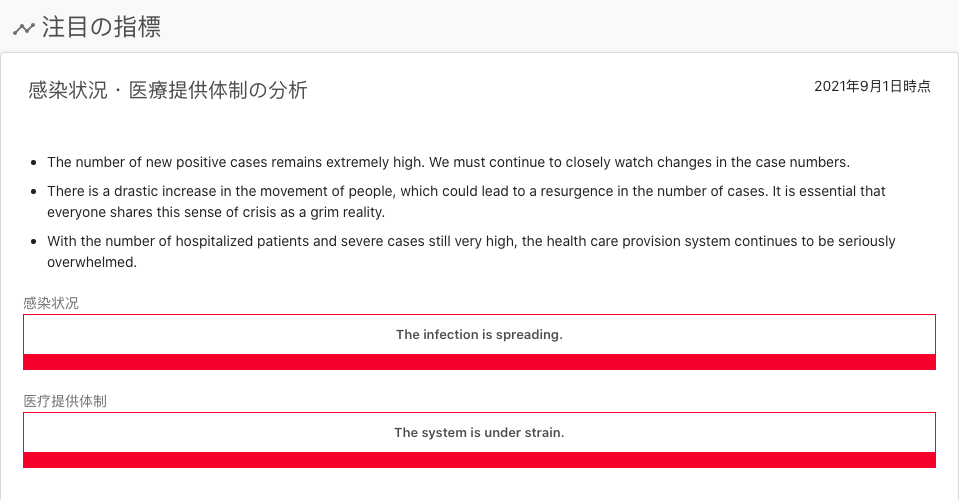 注目の指標
感染状況・医療提供体制の分析
2021年9月1日時点
The number of new positive cases remains extremely high. We must continue to closely watch changes in the case numbers.
There is a drastic increase in the movement of people, which could lead to a resurgence in the number of cases. It is essential that
everyone shares this sense of crisis as a grim reality.
With the number of hospitalized patients and severe cases still very high, the health care provision system continues to be seriously
overwhelmed.
感染状况
The infection is spreading.
医疗提供体制
The system is under strain.